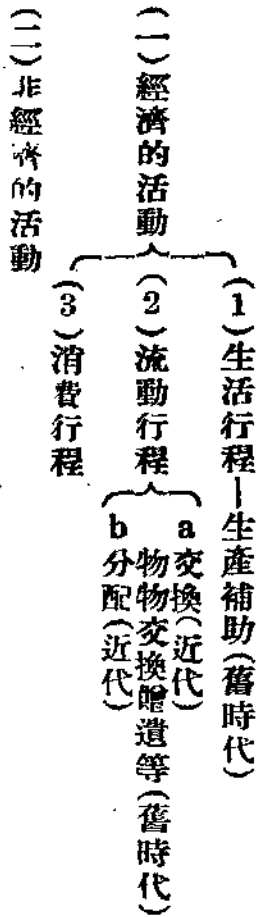 (一)經濟的活動
(1)生活行程—生產補助(舊時代)
(2)流動行程
a交換(近代)
物物交換贈遺等(舊時代)
b分配(近代)
(3)消費行程
(二)非經濟的活動